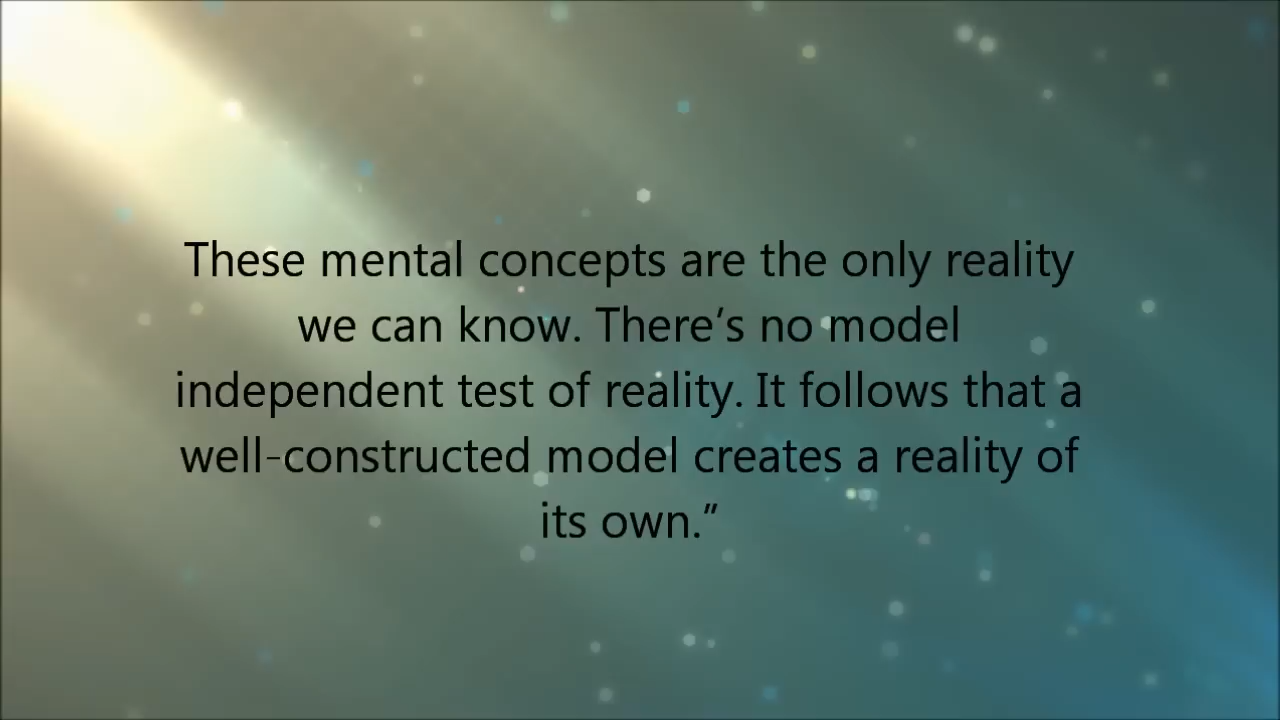 These mental concepts are the only reality
we can know. There’s no model
independent test of reality. It follows that a
well-constructed model creates a reality of
its own.”